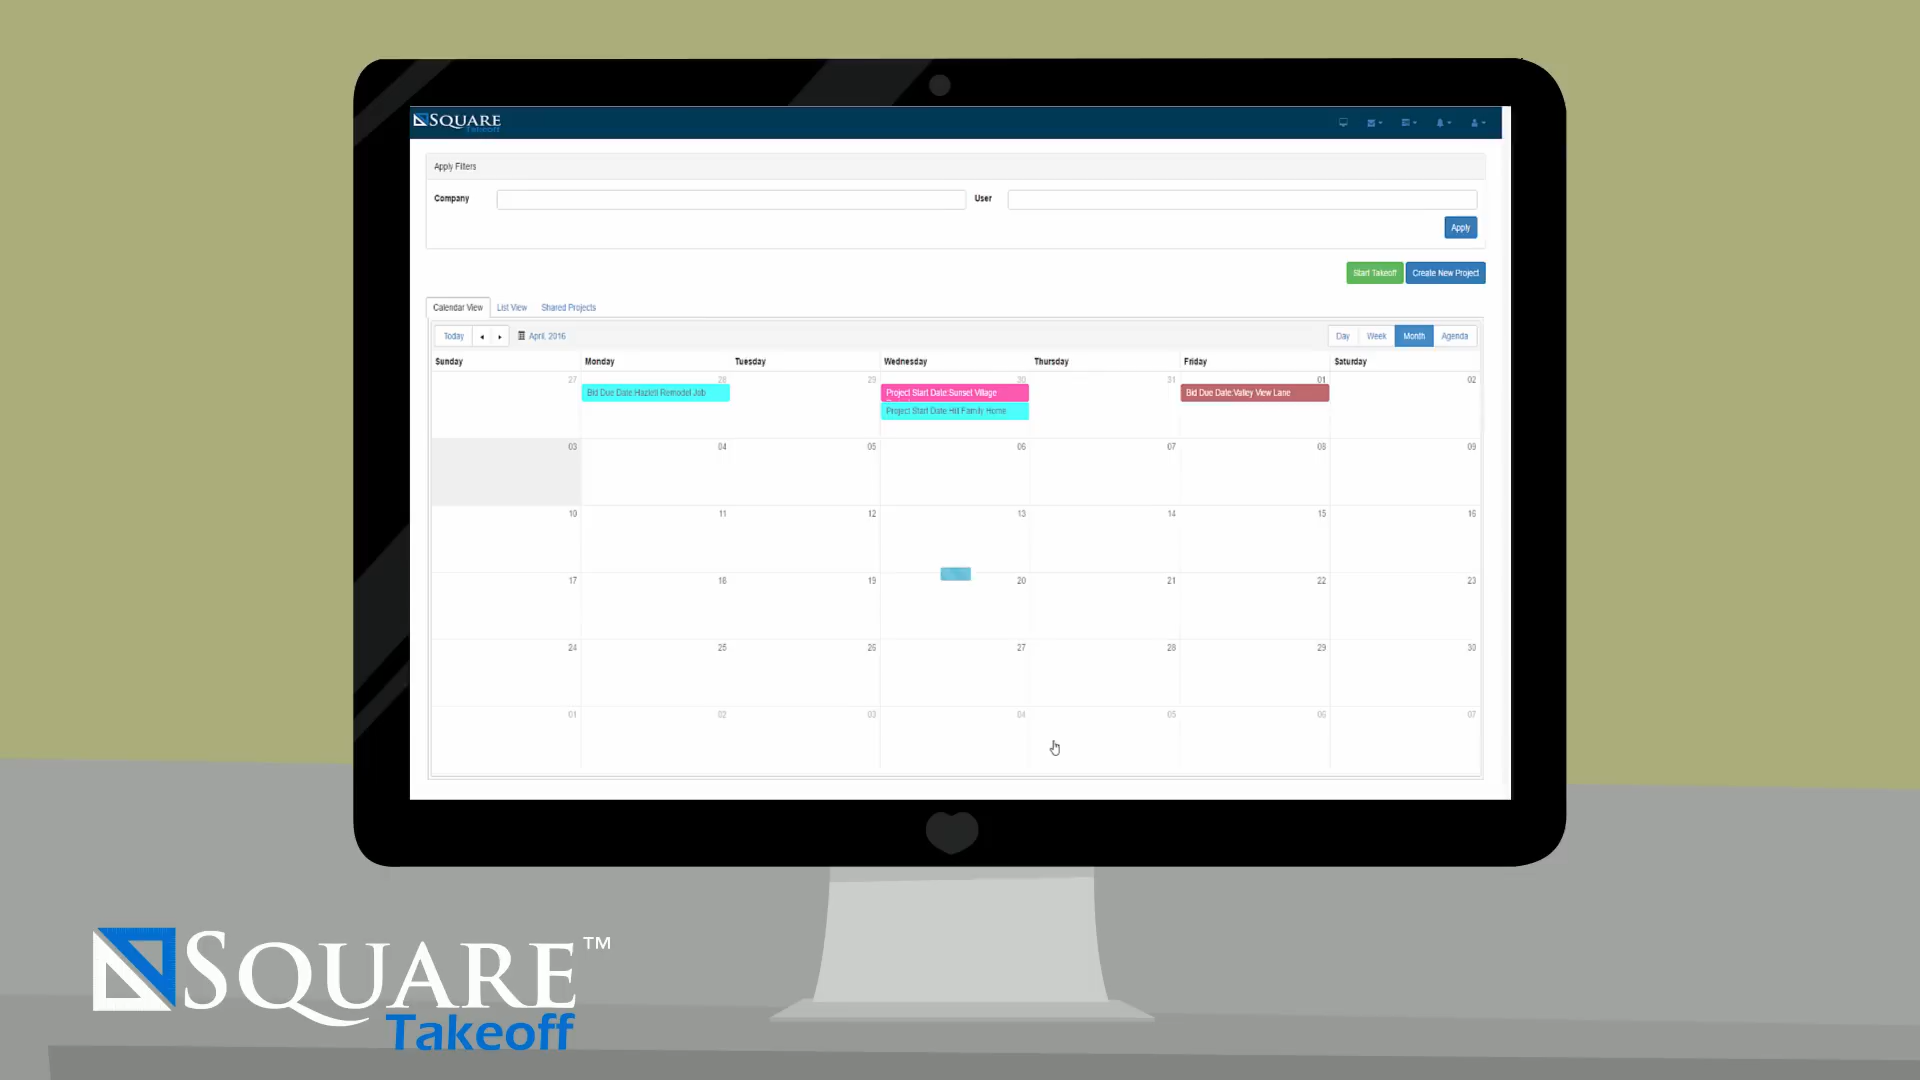 SQUARE
Takeoff
Apply Filters
Company
User
Apply
Start Takeoff
Create New Project
Calendar View
List View
Shared Projects
Today
April, 2016
Day
Week
Month
Agenda
Sunday
Monday
Tuesday
Wednesday
Thursday
Friday
Saturday
27
28
29
30
31
01
02
Bid Due Date:Hazlett Remodel Job
Project Start Date:Sunset Village
Bid Due Date:Valley View Lane
Project Start Date:Hill Family Home
03
04
05
06
07
08
09
10
11
12
13
14
15
16
17
18
19
20
21
22
23
24
25
26
27
28
29
30
01
02
03
04
05
06
07
SQUARE™
Takeoff